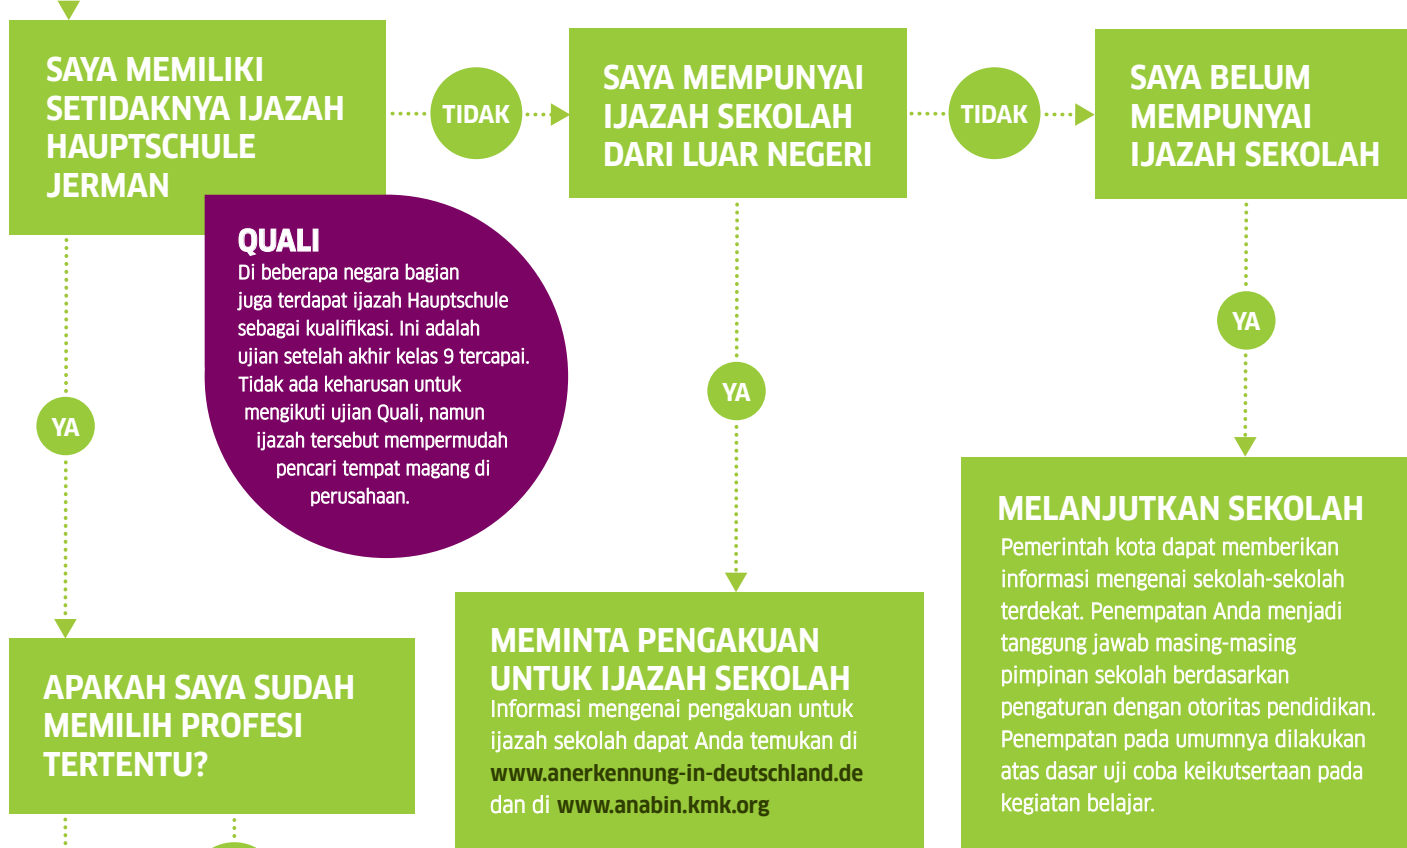 SAYA MEMILIKI
SETIDAKNYA IJAZAH
HAUPTSCHULE
JERMAN
TIDAK
SAYA MEMPUNYAI
IJAZAH SEKOLAH
DARI LUAR NEGERI
TIDAK
SAYA BELUM
MEMPUNYAI
IJAZAH SEKOLAH
QUALI
Di beberapa negara bagian
juga terdapat ijazah Hauptschule
sebagai kualifikasi. Ini adalah
ujian setelah akhir kelas 9 tercapai.
Tidak ada keharusan untuk
mengikuti ujian Quali, namun
ijazah tersebut mempermudah
pencari tempat magang di
perusahaan.
YA
YA
YA
APAKAH SAYA SUDAH
MEMILIH PROFESI
TERTENTU?
MEMINTA PENGAKUAN
UNTUK IJAZAH SEKOLAH
Informasi mengenai pengakuan untuk
ijazah sekolah dapat Anda temukan di
www.anerkennung-in-deutschland.de
dan di www.anabin.kmk.org
MELANJUTKAN SEKOLAH
Pemerintah kota dapat memberikan
informasi mengenai sekolah-sekolah
terdekat. Penempatan Anda menjadi
tanggung jawab masing-masing
pimpinan sekolah berdasarkan
pengaturan dengan otoritas pendidikan.
Penempatan pada umumnya dilakukan
atas dasar uji coba keikutsertaan pada
kegiatan belajar.